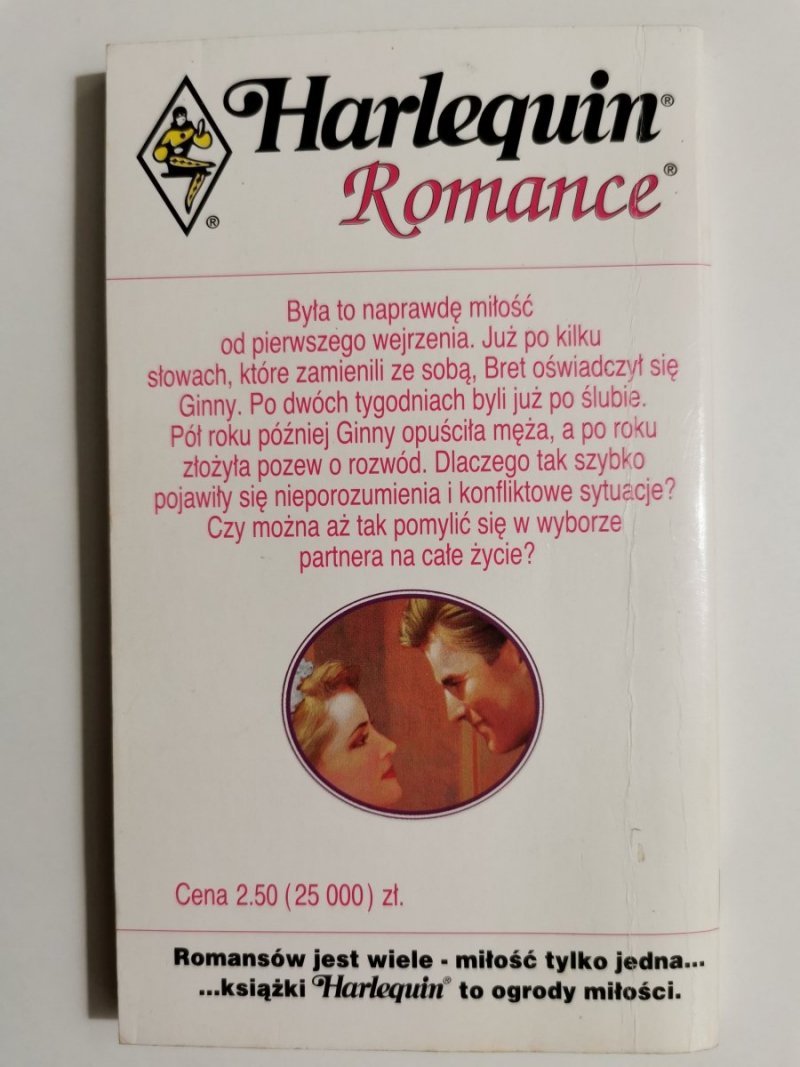 Harlequin®
Romance®
®
Była to naprawdę miłość
od pierwszego wejrzenia. Już po kilku
słowach, które zamienili ze sobą, Bret oświadczył się
Ginny. Po dwóch tygodniach byli już po ślubie.
Pół roku później Ginny opuściła męża, a po roku
złożyła pozew o rozwód. Dlaczego tak szybko
pojawiły się nieporozumienia i konfliktowe sytuacje?
Czy można aż tak pomylić się w wyborze
partnera na całe życie?
Cena 2.50 (25 000) zł.
Romansów jest wiele - miłość tylko jedna...
...książki Harlequin® to ogrody miłości.